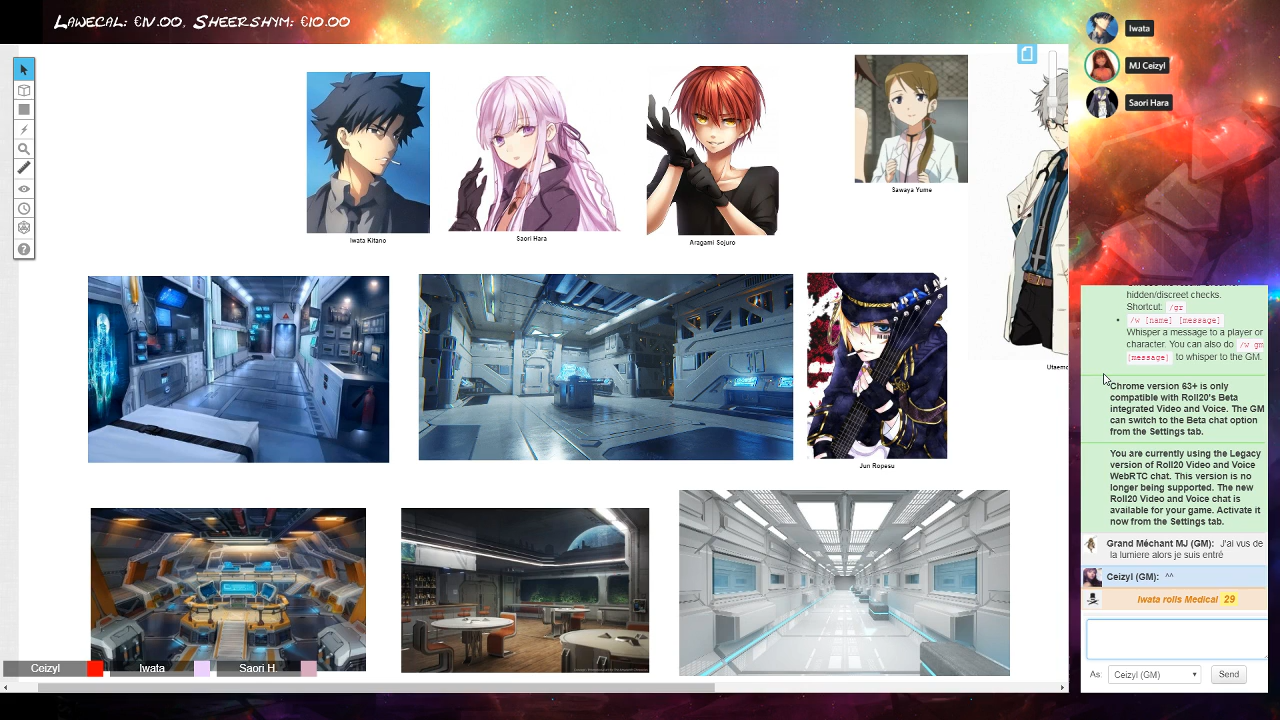 Lawecal: €IV.00, Sheershym: €10.00
Iwata
MJ Ceizyl
Saori Hara
Iwata Kitano
Saori Hara
Aragami Sojuro
Sawaya Yume
Jun Ropesu
hidden/discreet checks.
Shortcut: /gr
• /w [name] [message]
Whisper a message to a player or
character. You can also do /w gm
[message] to whisper to the GM.
Chrome version 63+ is only
compatible with Roll20's Beta
integrated Video and Voice. The GM
can switch to the Beta chat option
from the Settings tab.
You are currently using the Legacy
version of Roll20 Video and Voice
WebRTC chat. This version is no
longer being supported. The new
Roll20 Video and Voice chat is
available for your game. Activate it
now from the Settings tab.
Grand Méchant MJ (GM): J'ai vus de
la lumiere alors je suis entré
Ceizyl (GM): ^^
Iwata rolls Medical 29
As: Ceizyl (GM)
Send
Ceizyl
Iwata
Saori H.